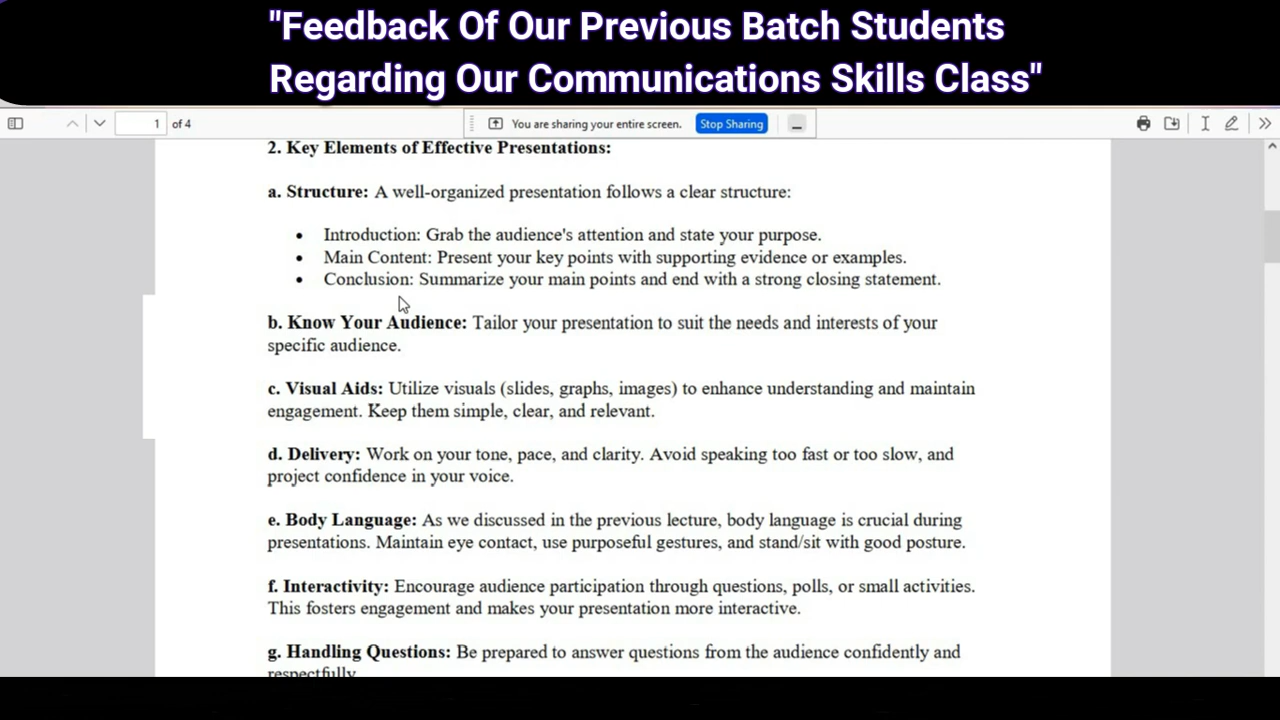 "Feedback Of Our Previous Batch Students
Regarding Our Communications Skills Class"
1 of 4
You are sharing your entire screen. Stop Sharing
2. Key Elements of Effective Presentations:
a. Structure: A well-organized presentation follows a clear structure:
• Introduction: Grab the audience's attention and state your purpose.
• Main Content: Present your key points with supporting evidence or examples.
• Conclusion: Summarize your main points and end with a strong closing statement.
b. Know Your Audience: Tailor your presentation to suit the needs and interests of your
specific audience.
c. Visual Aids: Utilize visuals (slides, graphs, images) to enhance understanding and maintain
engagement. Keep them simple, clear, and relevant.
d. Delivery: Work on your tone, pace, and clarity. Avoid speaking too fast or too slow, and
project confidence in your voice.
e. Body Language: As we discussed in the previous lecture, body language is crucial during
presentations. Maintain eye contact, use purposeful gestures, and stand/sit with good posture.
f. Interactivity: Encourage audience participation through questions, polls, or small activities.
This fosters engagement and makes your presentation more interactive.
g. Handling Questions: Be prepared to answer questions from the audience confidently and
respectfully.